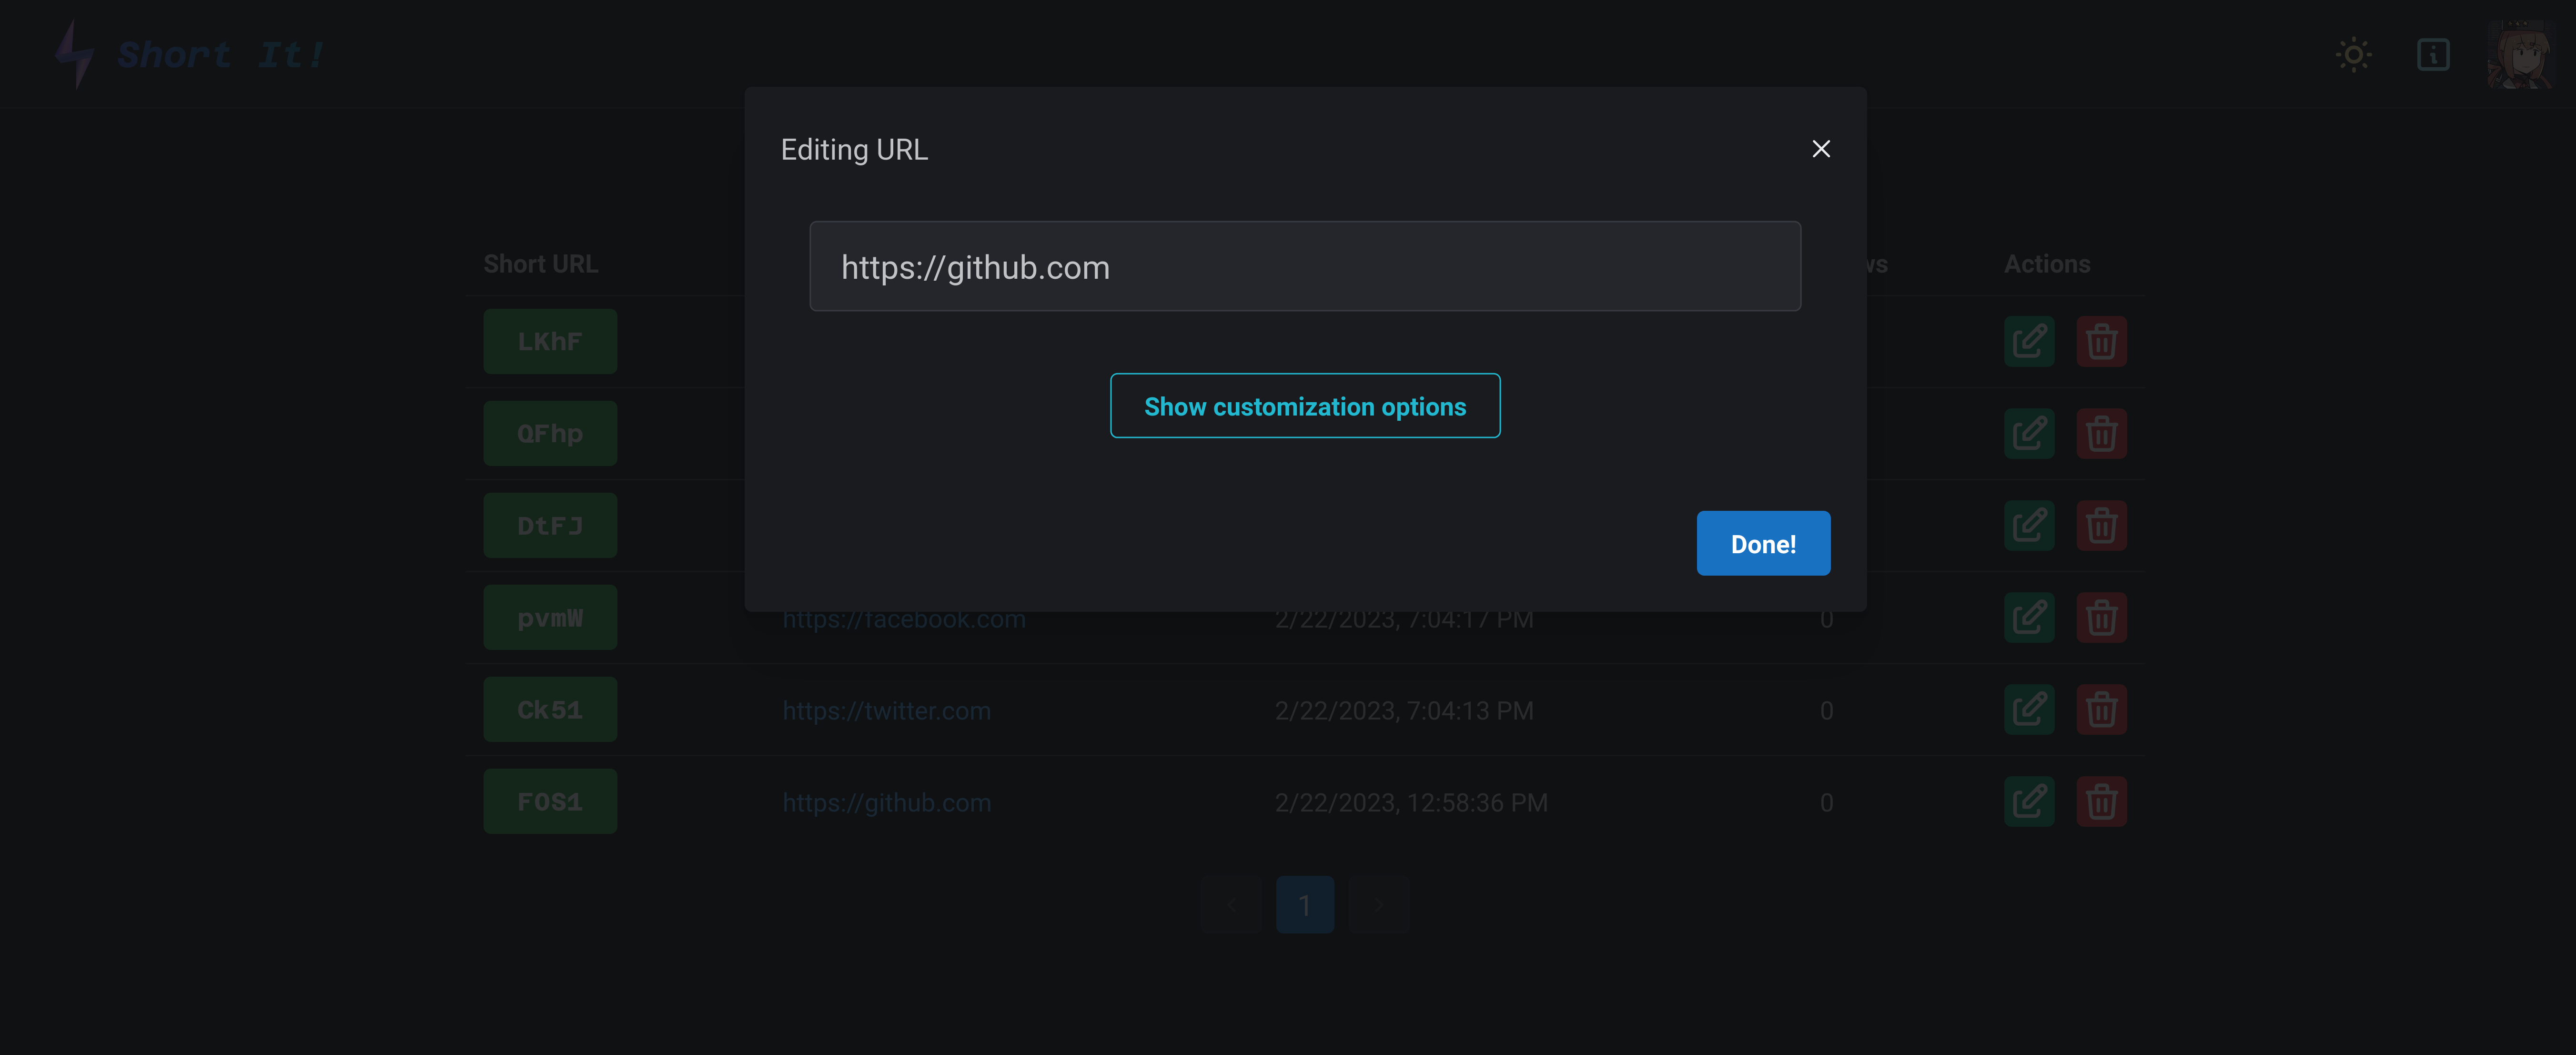 Short It!
Editing URL
https://github.com
Show customization options
Done!
Short URL
ws
Actions
LKhF
QFhp
DtFJ
pvmW
https://facebook.com
2/22/2023, 7:04:17 PM
0
Ck51
https://twitter.com
2/22/2023, 7:04:13 PM
0
FOS1
https://github.com
2/22/2023, 12:58:36 PM
0
1